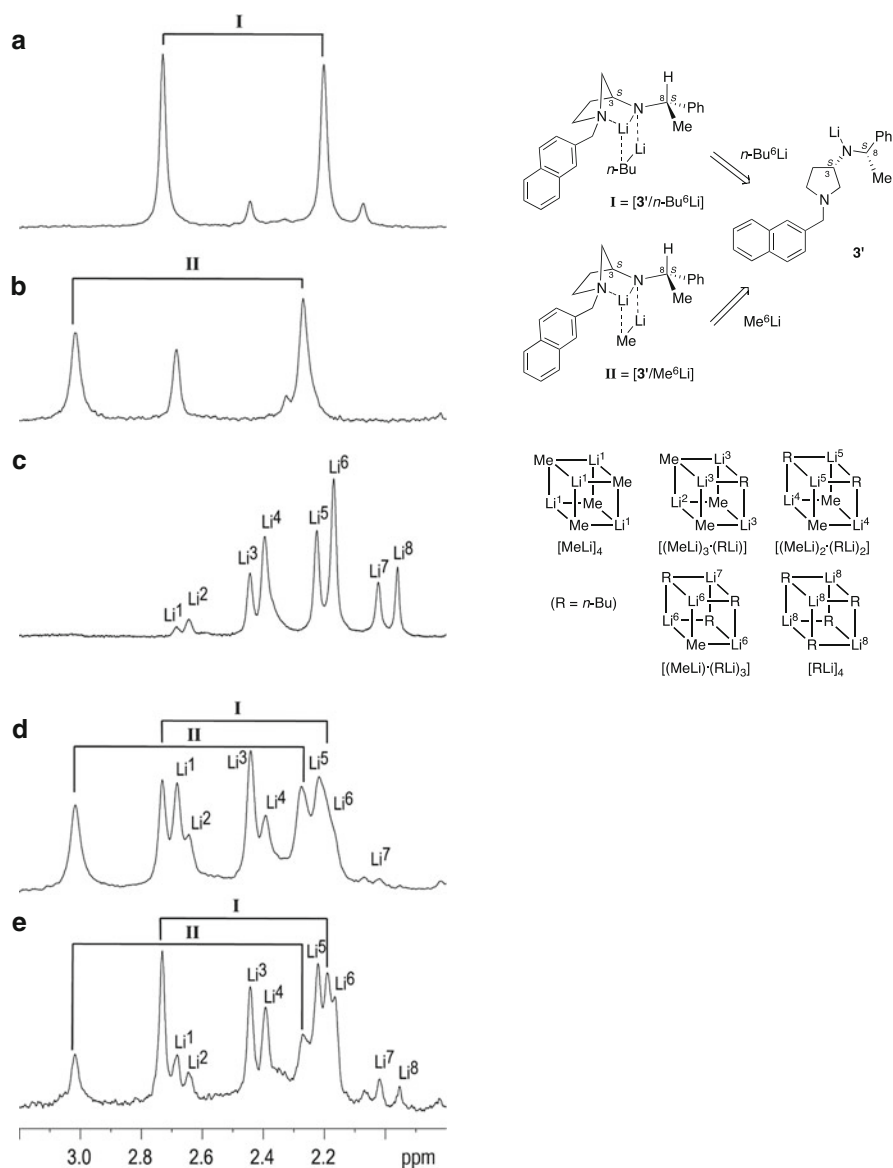 a
I
b
II
c
Li1
Li2
Li3
Li4
Li5
Li6
Li7
Li8
d
I
II
Li1
Li2
Li3
Li4
Li5
Li6
Li7
e
I
II
Li1
Li2
Li3
Li4
Li5
Li6
Li7
Li8
3.0 2.8 2.6 2.4 2.2 ppm
H
S
3
N
8
S
Ph
Me
N
Li
Li
n-Bu
I = [3'/n-Bu6Li]
n-Bu6Li
H
S
3
N
8
S
Ph
Me
N
Li
Li
Me
II = [3'/Me6Li]
Me6Li
Li
Ph
N
S
8
S
3
Me
N
3'
Me Li1
Li1 Me
Li1 Me
Me Li1
[MeLi]4
Me Li3
Li3 R
Li2 Me
Me Li3
[(MeLi)3·(RLi)]
R Li5
Li5 R
Li4 Me
Me Li4
[(MeLi)2·(RLi)2]
(R = n-Bu)
R Li7
Li6 R
Li6 R
Me Li6
[(MeLi)·(RLi)3]
R Li8
Li8 R
Li8 R
R Li8
[RLi]4